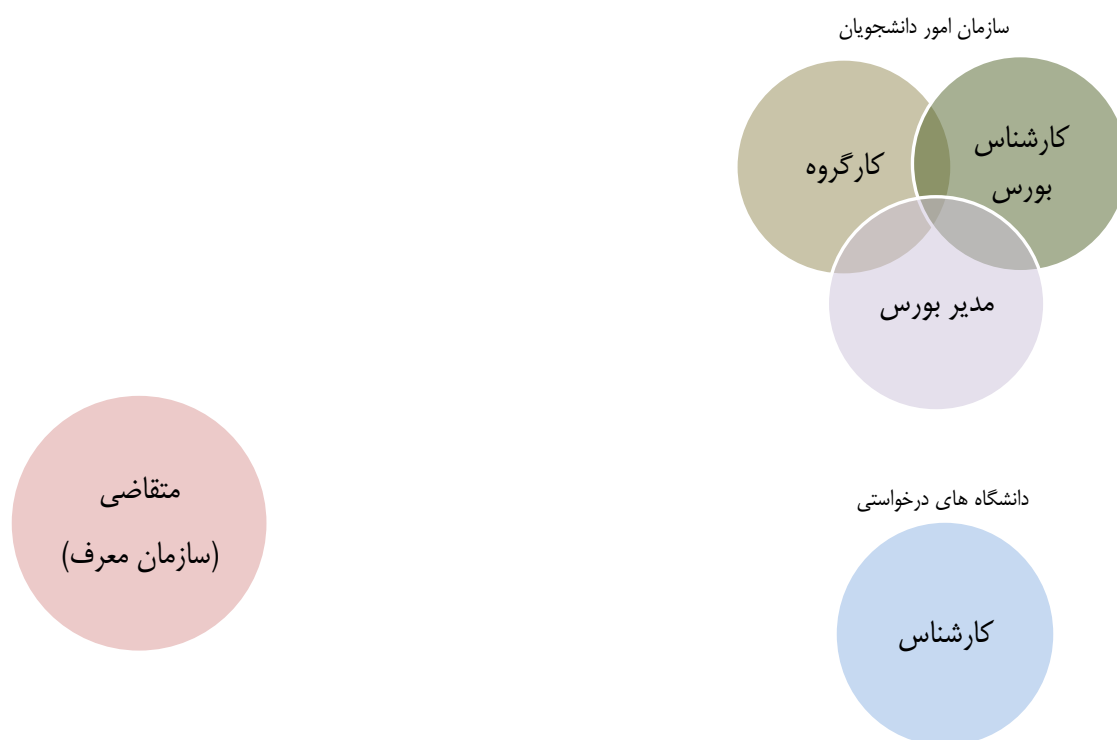 سازمان امور دانشجویان
کارشناس
بورس
کارگروه
مدیر بورس
متقاضی
(سازمان معرف)
دانشگاه های درخواستی
کارشناس